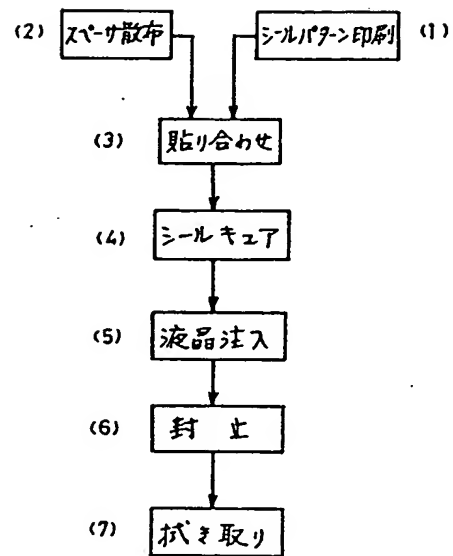 (2) スペーサ散布 シールパターン印刷 (1)
(3) 貼り合わせ
(4) シールキュア
(5) 液晶注入
(6) 封止
(7) 拭き取り